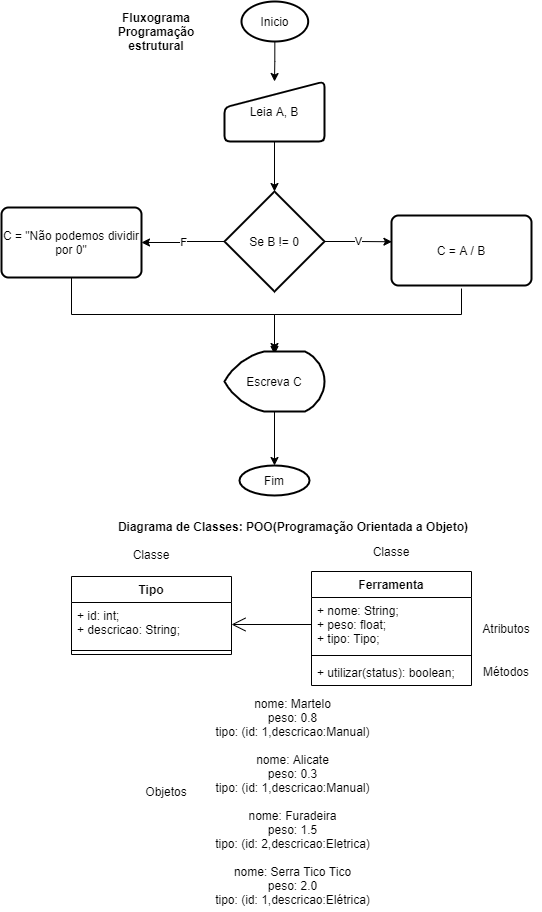 Fluxograma
Programação
estrutural
Inicio
Leia A, B
C = "Não podemos dividir
por 0"
F
Se B != 0
V
C = A / B
Escreva C
Fim
Diagrama de Classes: POO(Programação Orientada a Objeto)
Classe
Classe
Tipo
+ id: int;
+ descricao: String;
Ferramenta
+ nome: String;
+ peso: float;
+ tipo: Tipo;
Atributos
+ utilizar(status): boolean;
Métodos
nome: Martelo
peso: 0.8
tipo: (id: 1,descricao:Manual)
nome: Alicate
peso: 0.3
tipo: (id: 1,descricao:Manual)
Objetos
nome: Furadeira
peso: 1.5
tipo: (id: 2,descricao:Eletrica)
nome: Serra Tico Tico
peso: 2.0
tipo: (id: 1,descricao:Elétrica)